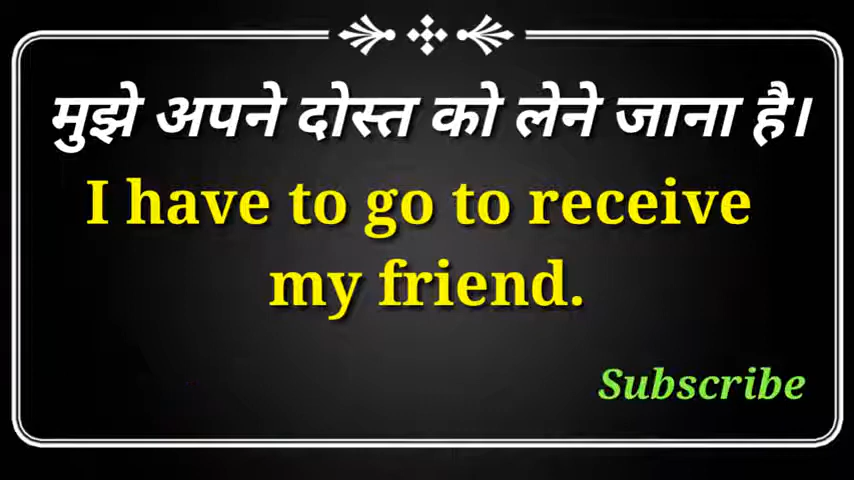 मुझे अपने दोस्त को लेने जाना है।
I have to go to receive
my friend.
Subscribe